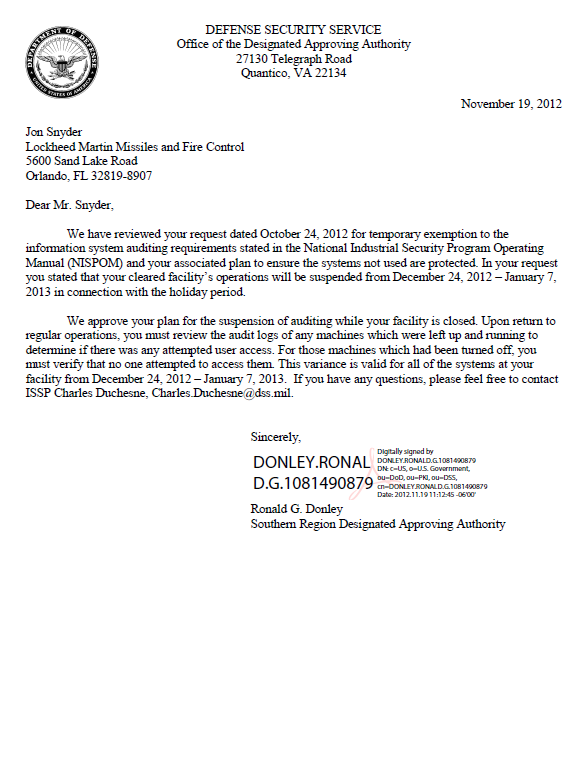 DEPARTMENT OF DEFENSE
UNITED STATES OF AMERICA
DEFENSE SECURITY SERVICE
Office of the Designated Approving Authority
27130 Telegraph Road
Quantico, VA 22134
November 19, 2012
Jon Snyder
Lockheed Martin Missiles and Fire Control
5600 Sand Lake Road
Orlando, FL 32819-8907
Dear Mr. Snyder,
We have reviewed your request dated October 24, 2012 for temporary exemption to the
information system auditing requirements stated in the National Industrial Security Program Operating
Manual (NISPOM) and your associated plan to ensure the systems not used are protected. In your request
you stated that your cleared facility's operations will be suspended from December 24, 2012 – January 7,
2013 in connection with the holiday period.
We approve your plan for the suspension of auditing while your facility is closed. Upon return to
regular operations, you must review the audit logs of any machines which were left up and running to
determine if there was any attempted user access. For those machines which had been turned off, you
must verify that no one attempted to access them. This variance is valid for all of the systems at your
facility from December 24, 2012 – January 7, 2013.  If you have any questions, please feel free to contact
ISSP Charles Duchesne, Charles.Duchesne@dss.mil.
Sincerely,
DONLEY.RONAL
D.G.1081490879
Digitally signed by
DONLEY.RONALD.G.1081490879
DN: c=US, o=U.S. Government,
ou=DoD, ou=PKI, ou=DSS,
cn=DONLEY.RONALD.G.1081490879
Date: 2012.11.19 11:12:45 -06'00'
Ronald G. Donley
Southern Region Designated Approving Authority